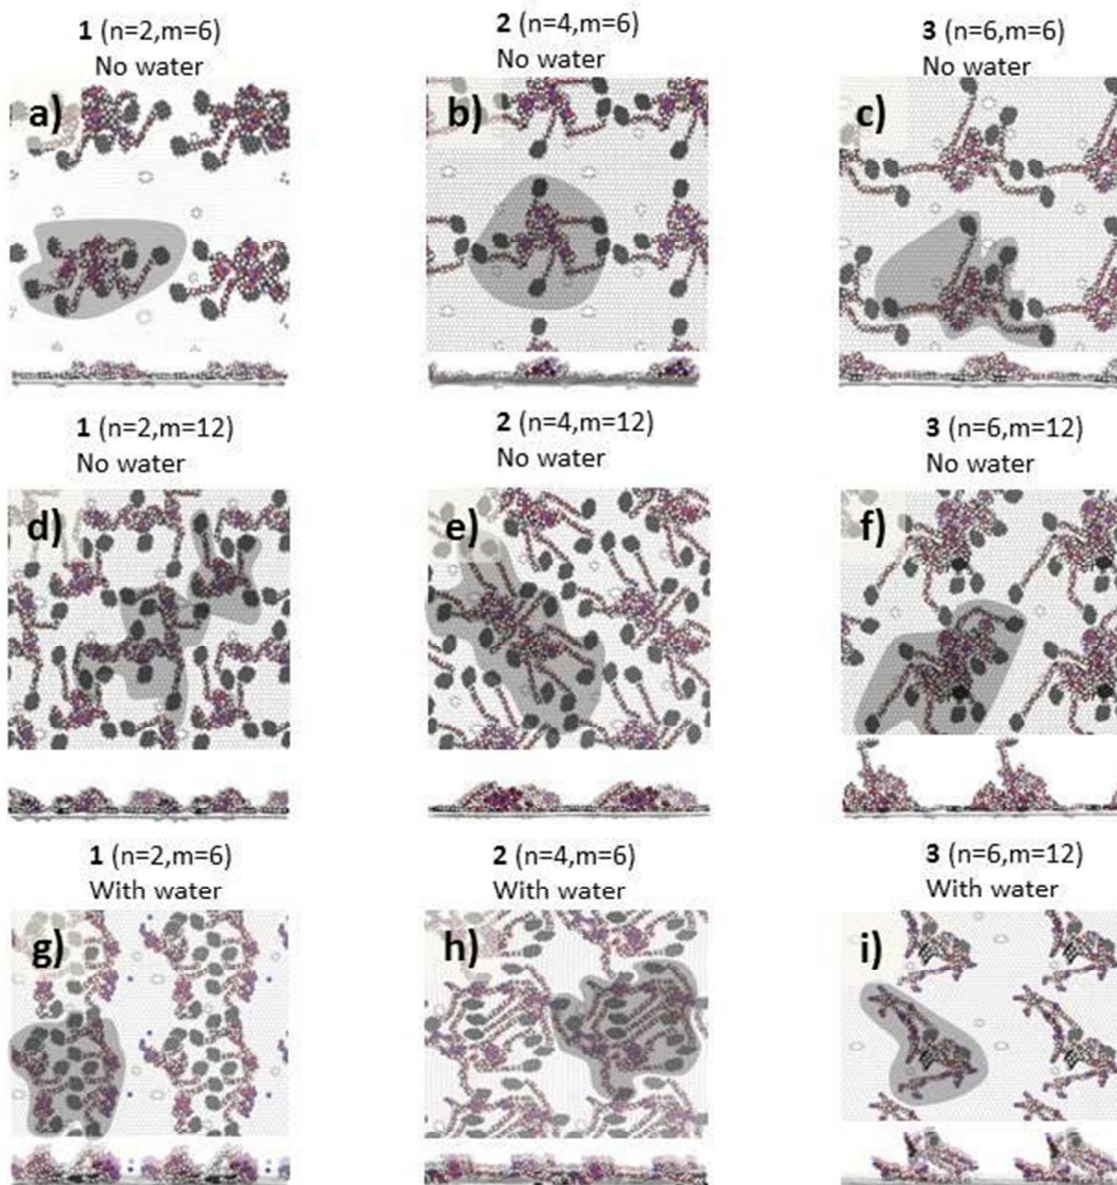 1 (n=2,m=6)
No water
2 (n=4,m=6)
No water
3 (n=6,m=6)
No water
a)
b)
c)
1 (n=2,m=12)
No water
2 (n=4,m=12)
No water
3 (n=6,m=12)
No water
d)
e)
f)
1 (n=2,m=6)
With water
2 (n=4,m=6)
With water
3 (n=6,m=12)
With water
g)
h)
i)